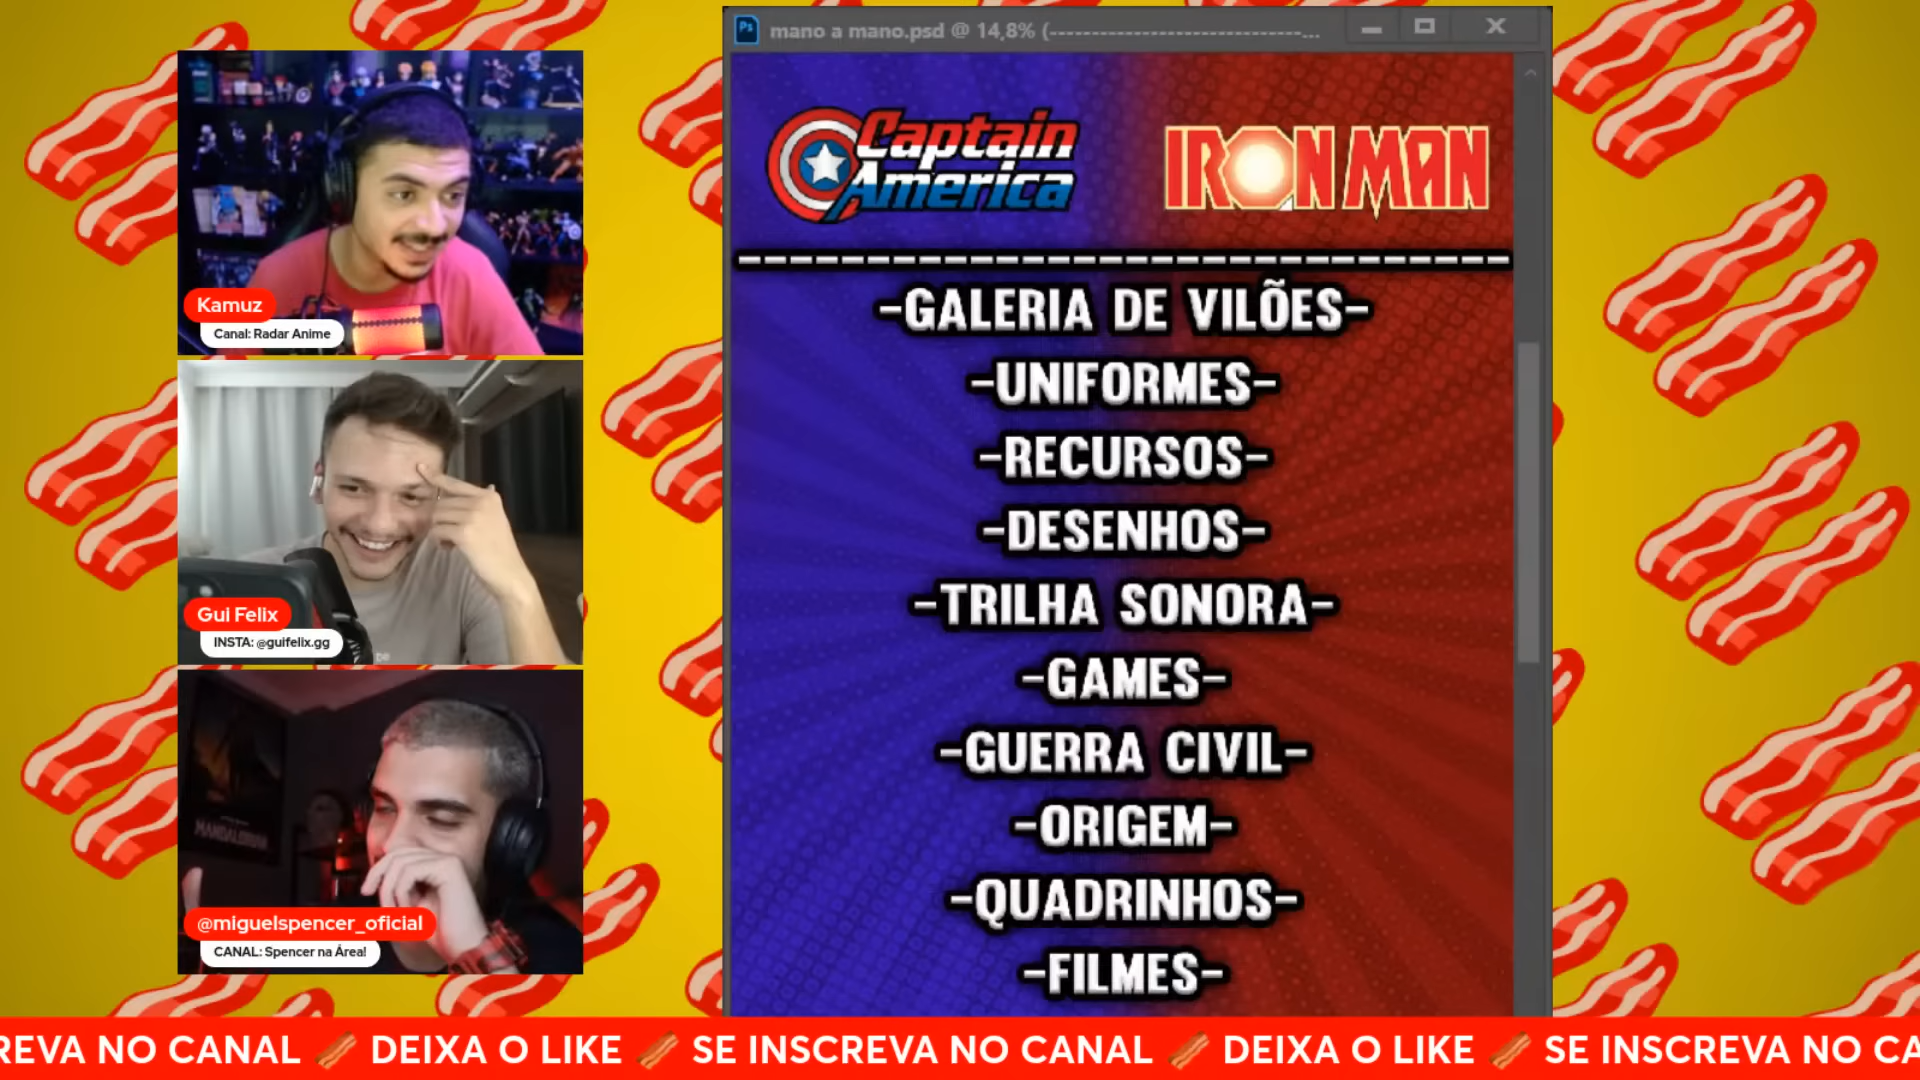 Kamuz
Canal: Radar Anime
Gui Felix
INSTA: @guifelix.gg
MANDALORIAN
@miguelspencer_oficial
CANAL: Spencer na Área!
Ps mano a mano.psd @ 14,8% (------------------------------...
Captain America
IRON MAN
-GALERIA DE VILÕES-
-UNIFORMES-
-RECURSOS-
-DESENHOS-
-TRILHA SONORA-
-GAMES-
-GUERRA CIVIL-
-ORIGEM-
-QUADRINHOS-
-FILMES-
REVA NO CANAL DEIXA O LIKE SE INSCREVA NO CANAL DEIXA O LIKE SE INSCREVA NO CA